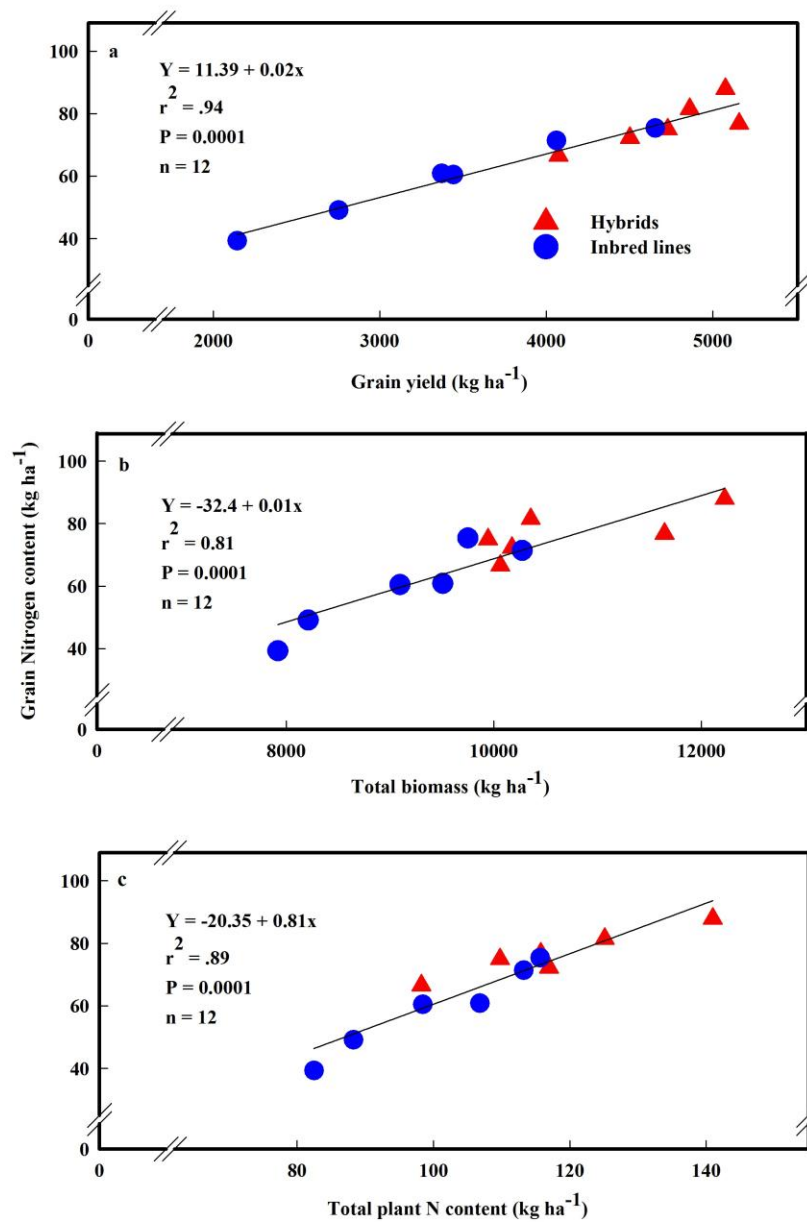 a
100
80
60
40
0
Y = 11.39 + 0.02x
r² = .94
P = 0.0001
n = 12
Hybrids
Inbred lines
0 2000 3000 4000 5000
Grain yield (kg ha⁻¹)
Grain Nitrogen content (kg ha⁻¹)
b
100
80
60
40
0
Y = -32.4 + 0.01x
r² = 0.81
P = 0.0001
n = 12
0 8000 10000 12000
Total biomass (kg ha⁻¹)
c
100
80
60
40
0
Y = -20.35 + 0.81x
r² = .89
P = 0.0001
n = 12
0 80 100 120 140
Total plant N content (kg ha⁻¹)